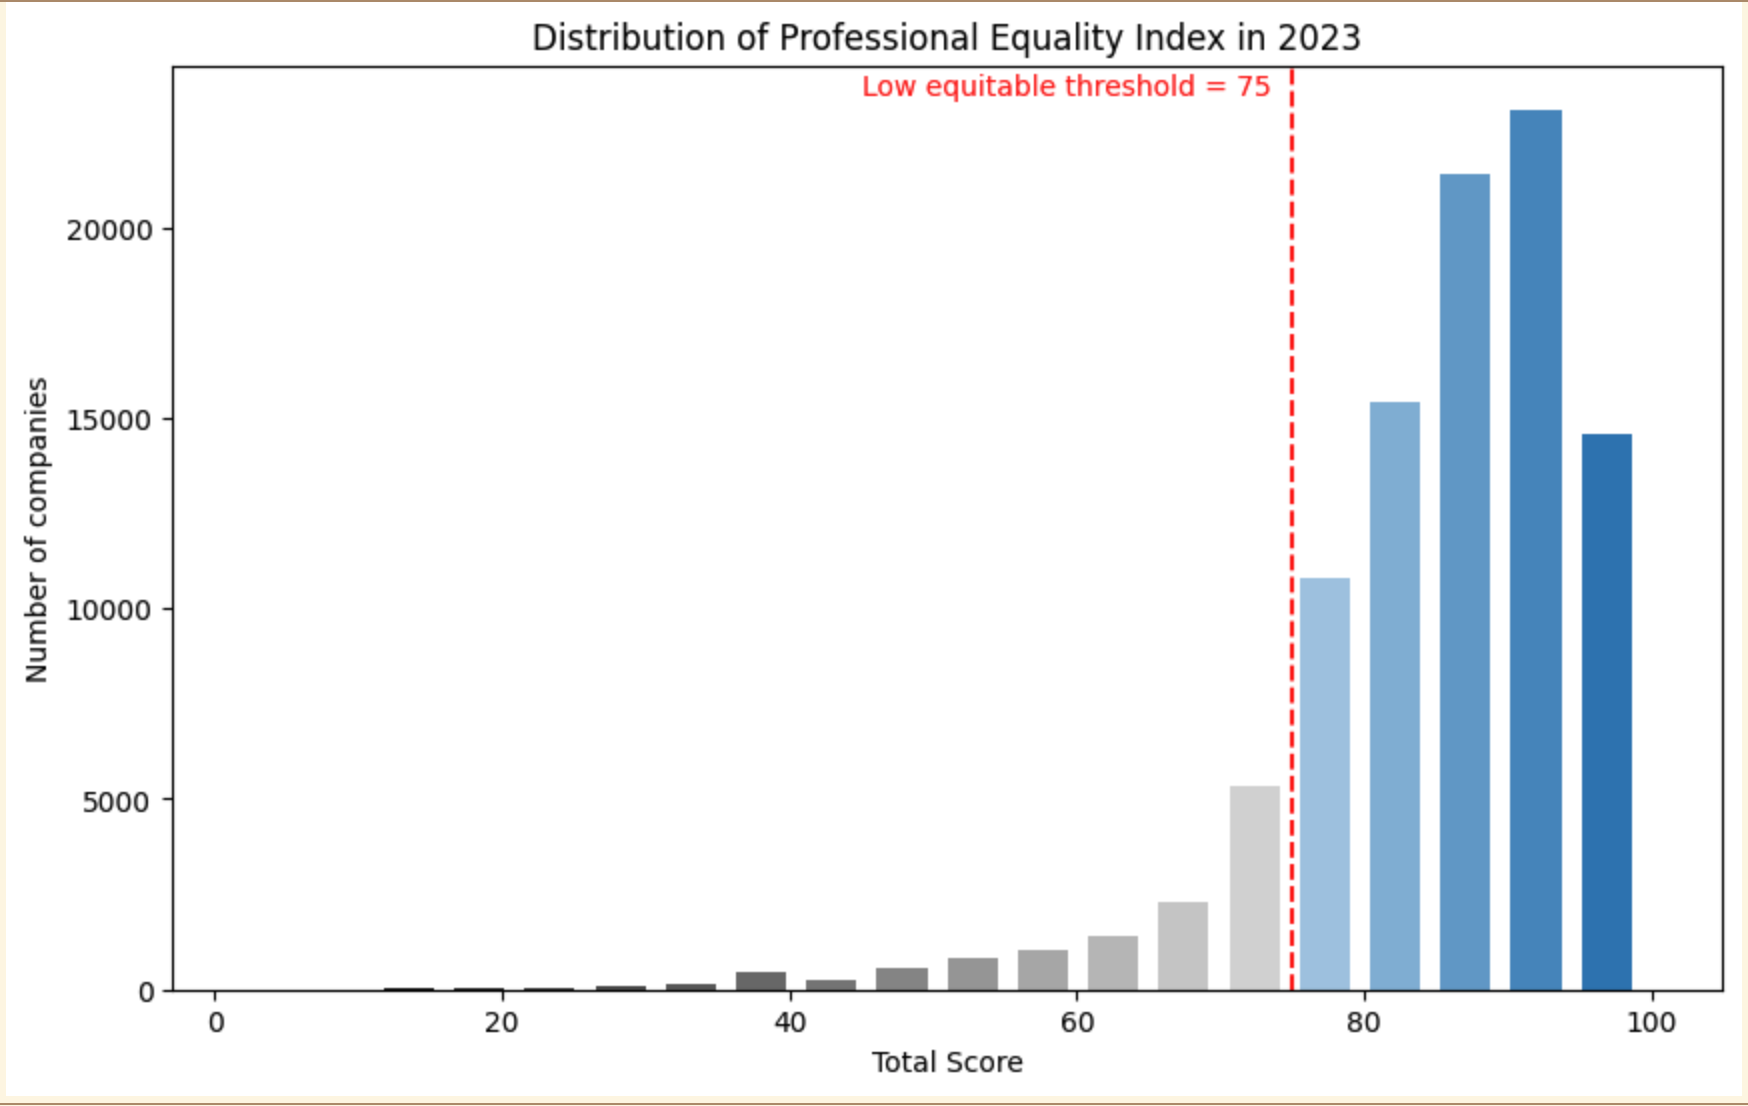 Distribution of Professional Equality Index in 2023
Low equitable threshold = 75
Number of companies
20000
15000
10000
5000
0
0 20 40 60 80 100
Total Score